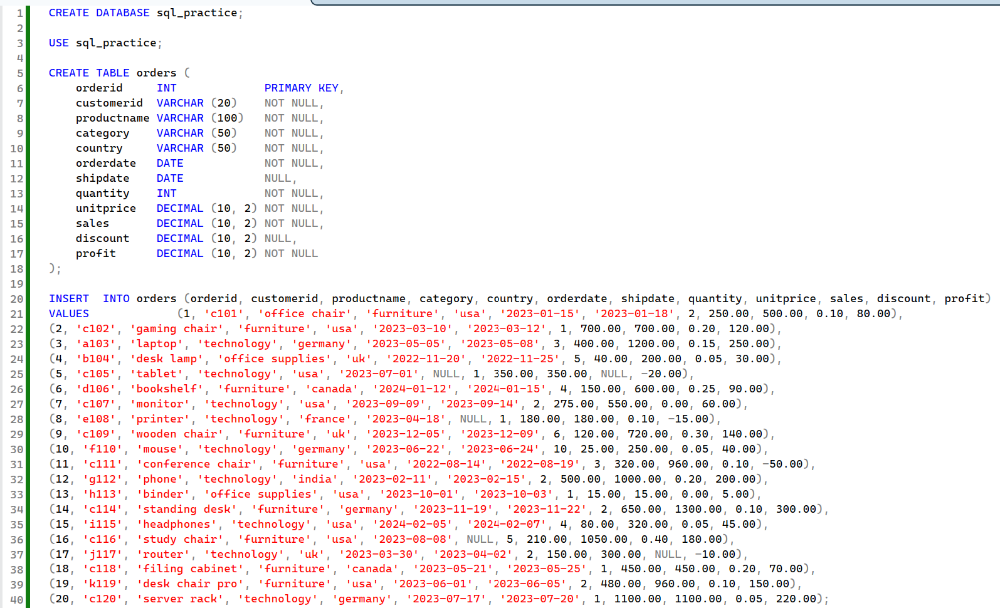 1 CREATE DATABASE sql_practice;
2
3 USE sql_practice;
4
5 CREATE TABLE orders (
6 orderid INT PRIMARY KEY,
7 customerid VARCHAR (20) NOT NULL,
8 productname VARCHAR (100) NOT NULL,
9 category VARCHAR (50) NOT NULL,
10 country VARCHAR (50) NOT NULL,
11 orderdate DATE NOT NULL,
12 shipdate DATE NULL,
13 quantity INT NOT NULL,
14 unitprice DECIMAL (10, 2) NOT NULL,
15 sales DECIMAL (10, 2) NOT NULL,
16 discount DECIMAL (10, 2) NULL,
17 profit DECIMAL (10, 2) NOT NULL
18 );
19
20 INSERT INTO orders (orderid, customerid, productname, category, country, orderdate, shipdate, quantity, unitprice, sales, discount, profit)
21 VALUES (1, 'c101', 'office chair', 'furniture', 'usa', '2023-01-15', '2023-01-18', 2, 250.00, 500.00, 0.10, 80.00),
22 (2, 'c102', 'gaming chair', 'furniture', 'usa', '2023-03-10', '2023-03-12', 1, 700.00, 700.00, 0.20, 120.00),
23 (3, 'a103', 'laptop', 'technology', 'germany', '2023-05-05', '2023-05-08', 3, 400.00, 1200.00, 0.15, 250.00),
24 (4, 'b104', 'desk lamp', 'office supplies', 'uk', '2022-11-20', '2022-11-25', 5, 40.00, 200.00, 0.05, 30.00),
25 (5, 'c105', 'tablet', 'technology', 'usa', '2023-07-01', NULL, 1, 350.00, 350.00, NULL, -20.00),
26 (6, 'd106', 'bookshelf', 'furniture', 'canada', '2024-01-12', '2024-01-15', 4, 150.00, 600.00, 0.25, 90.00),
27 (7, 'c107', 'monitor', 'technology', 'usa', '2023-09-09', '2023-09-14', 2, 275.00, 550.00, 0.00, 60.00),
28 (8, 'e108', 'printer', 'technology', 'france', '2023-04-18', NULL, 1, 180.00, 180.00, 0.10, -15.00),
29 (9, 'c109', 'wooden chair', 'furniture', 'uk', '2023-12-05', '2023-12-09', 6, 120.00, 720.00, 0.30, 140.00),
30 (10, 'f110', 'mouse', 'technology', 'germany', '2023-06-22', '2023-06-24', 10, 25.00, 250.00, 0.05, 40.00),
31 (11, 'c111', 'conference chair', 'furniture', 'usa', '2022-08-14', '2022-08-19', 3, 320.00, 960.00, 0.10, -50.00),
32 (12, 'g112', 'phone', 'technology', 'india', '2023-02-11', '2023-02-15', 2, 500.00, 1000.00, 0.20, 200.00),
33 (13, 'h113', 'binder', 'office supplies', 'usa', '2023-10-01', '2023-10-03', 1, 15.00, 15.00, 0.00, 5.00),
34 (14, 'c114', 'standing desk', 'furniture', 'germany', '2023-11-19', '2023-11-22', 2, 650.00, 1300.00, 0.10, 300.00),
35 (15, 'i115', 'headphones', 'technology', 'usa', '2024-02-05', '2024-02-07', 4, 80.00, 320.00, 0.05, 45.00),
36 (16, 'c116', 'study chair', 'furniture', 'usa', '2023-08-08', NULL, 5, 210.00, 1050.00, 0.40, 180.00),
37 (17, 'j117', 'router', 'technology', 'uk', '2023-03-30', '2023-04-02', 2, 150.00, 300.00, NULL, -10.00),
38 (18, 'c118', 'filing cabinet', 'furniture', 'canada', '2023-05-21', '2023-05-25', 1, 450.00, 450.00, 0.20, 70.00),
39 (19, 'k119', 'desk chair pro', 'furniture', 'usa', '2023-06-01', '2023-06-05', 2, 480.00, 960.00, 0.10, 150.00),
40 (20, 'c120', 'server rack', 'technology', 'germany', '2023-07-17', '2023-07-20', 1, 1100.00, 1100.00, 0.05, 220.00);